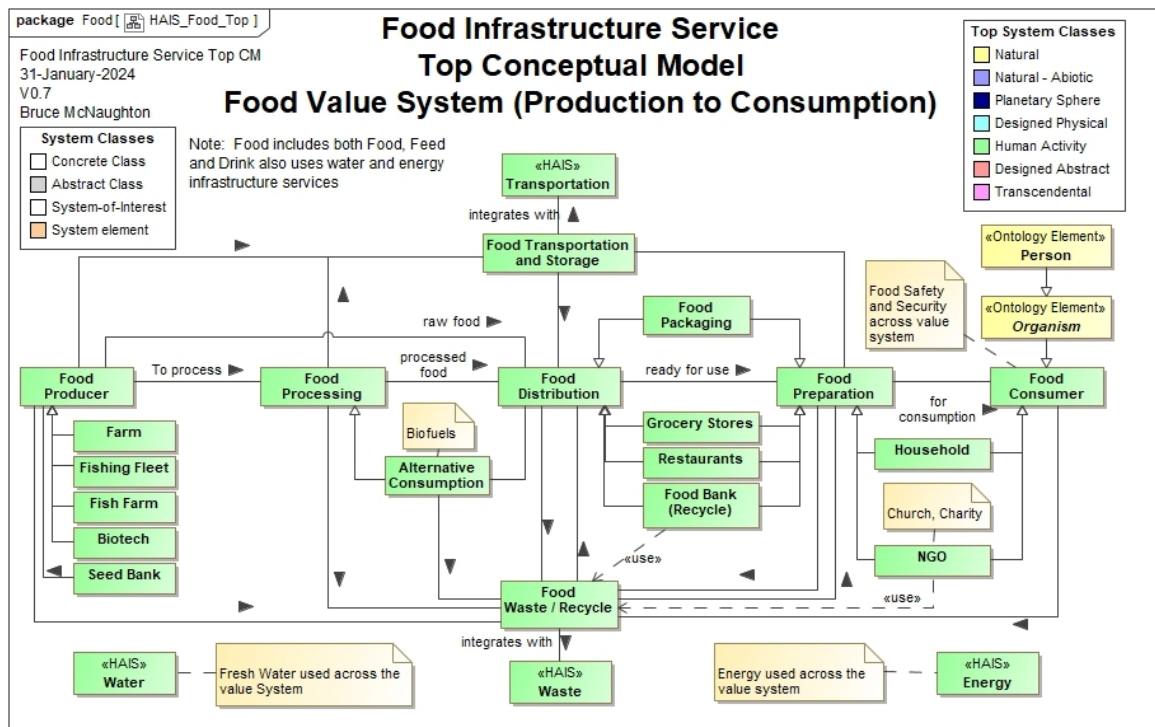 package Food [ HAIS_Food_Top ]
Food Infrastructure Service
Top Conceptual Model
Food Value System (Production to Consumption)
Food Infrastructure Service Top CM
31-January-2024
V0.7
Bruce McNaughton
System Classes
Concrete Class
Abstract Class
System-of-Interest
System element
Note: Food includes both Food, Feed
and Drink also uses water and energy
infrastructure services
Top System Classes
Natural
Natural - Abiotic
Planetary Sphere
Designed Physical
Human Activity
Designed Abstract
Transcendental
«HAIS»
Transportation
integrates with
Food Transportation
and Storage
«Ontology Element»
Person
«Ontology Element»
Organism
Food Safety
and Security
across value
system
Food
Packaging
raw food
Food
Producer
To process
Food
Processing
processed
food
Food
Distribution
ready for use
Food
Preparation
for
consumption
Food
Consumer
Farm
Fishing Fleet
Fish Farm
Biotech
Seed Bank
Biofuels
Alternative
Consumption
Grocery Stores
Restaurants
Food Bank
(Recycle)
Household
Church, Charity
NGO
«use»
«use»
Food
Waste / Recycle
integrates with
«HAIS»
Waste
«HAIS»
Water
Fresh Water used across the
value System
Energy used across the
value system
«HAIS»
Energy